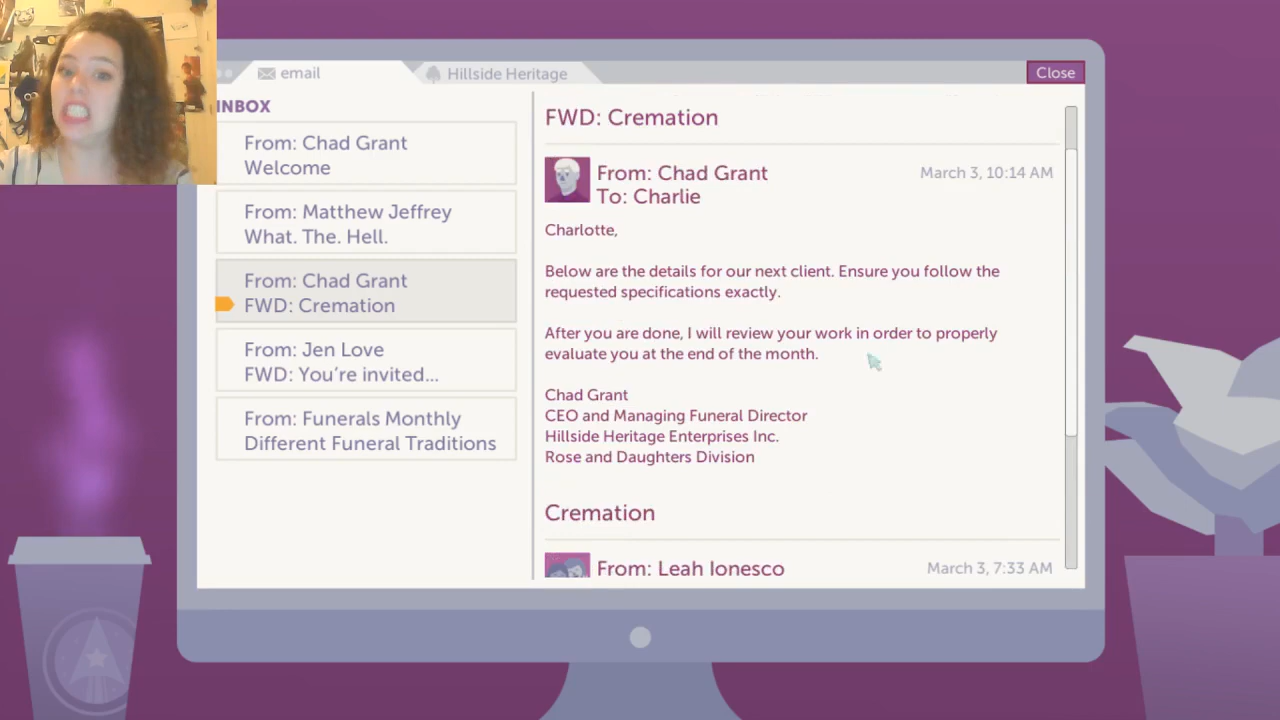 email
Hillside Heritage
Close
INBOX
From: Chad Grant
Welcome
From: Matthew Jeffrey
What. The. Hell.
From: Chad Grant
FWD: Cremation
From: Jen Love
FWD: You're invited...
From: Funerals Monthly
Different Funeral Traditions
FWD: Cremation
From: Chad Grant
March 3, 10:14 AM
To: Charlie
Charlotte,
Below are the details for our next client. Ensure you follow the
requested specifications exactly.
After you are done, I will review your work in order to properly
evaluate you at the end of the month.
Chad Grant
CEO and Managing Funeral Director
Hillside Heritage Enterprises Inc.
Rose and Daughters Division
Cremation
From: Leah Ionesco
March 3, 7:33 AM